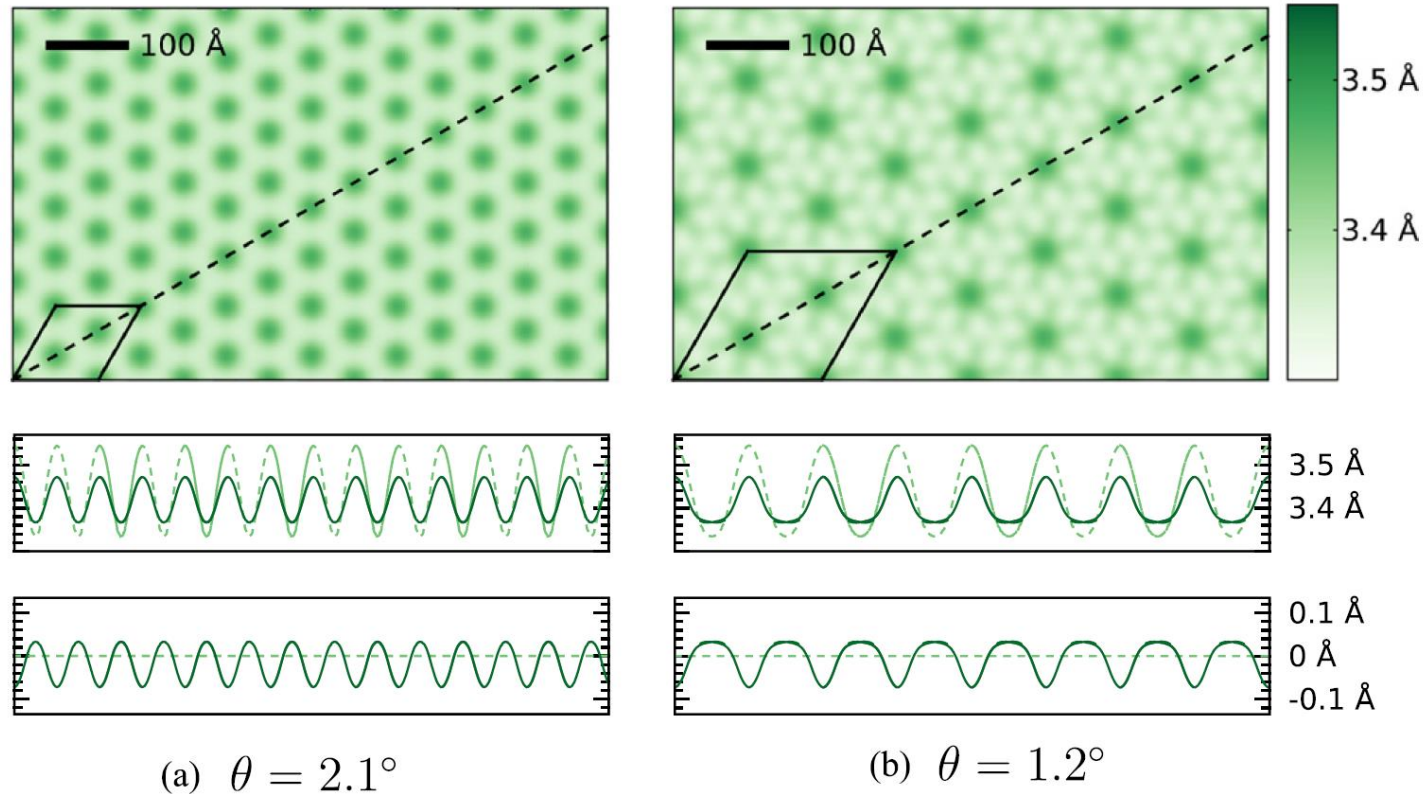 100 Å
100 Å
3.5 Å
3.4 Å
3.5 Å
3.4 Å
0.1 Å
0 Å
-0.1 Å
(a) θ = 2.1°
(b) θ = 1.2°